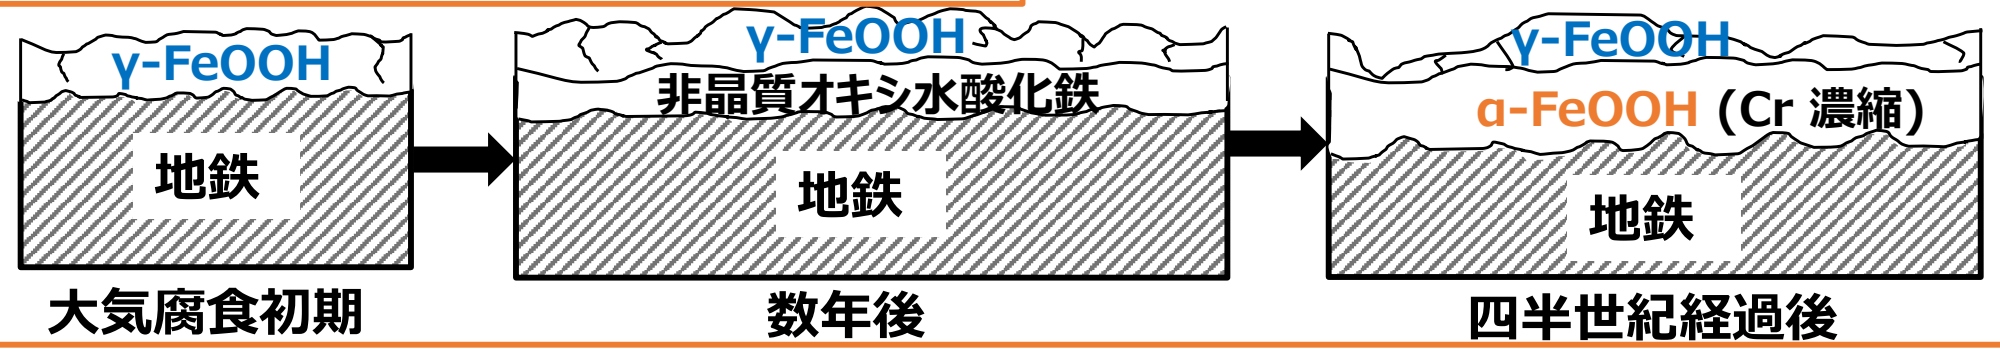 γ-FeOOH
地鉄
大気腐食初期
γ-FeOOH
非晶質オキシ水酸化鉄
地鉄
数年後
γ-FeOOH
α-FeOOH (Cr 濃縮)
地鉄
四半世紀経過後